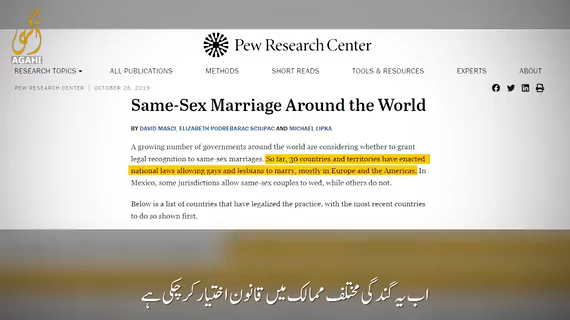 آگہی
AGAHI
Pew Research Center
RESEARCH TOPICS ALL PUBLICATIONS METHODS SHORT READS TOOLS & RESOURCES EXPERTS ABOUT
PEW RESEARCH CENTER | OCTOBER 28, 2019
Same-Sex Marriage Around the World
BY DAVID MASCI, ELIZABETH PODREBARAC SCIUPAC AND MICHAEL LIPKA
A growing number of governments around the world are considering whether to grant
legal recognition to same-sex marriages. So far, 30 countries and territories have enacted
national laws allowing gays and lesbians to marry, mostly in Europe and the Americas. In
Mexico, some jurisdictions allow same-sex couples to wed, while others do not.
Below is a list of countries that have legalized the practice, with the most recent countries
to do so shown first.
اب یہ گندگی مختلف ممالک میں قانون اختیار کر چکی ہے